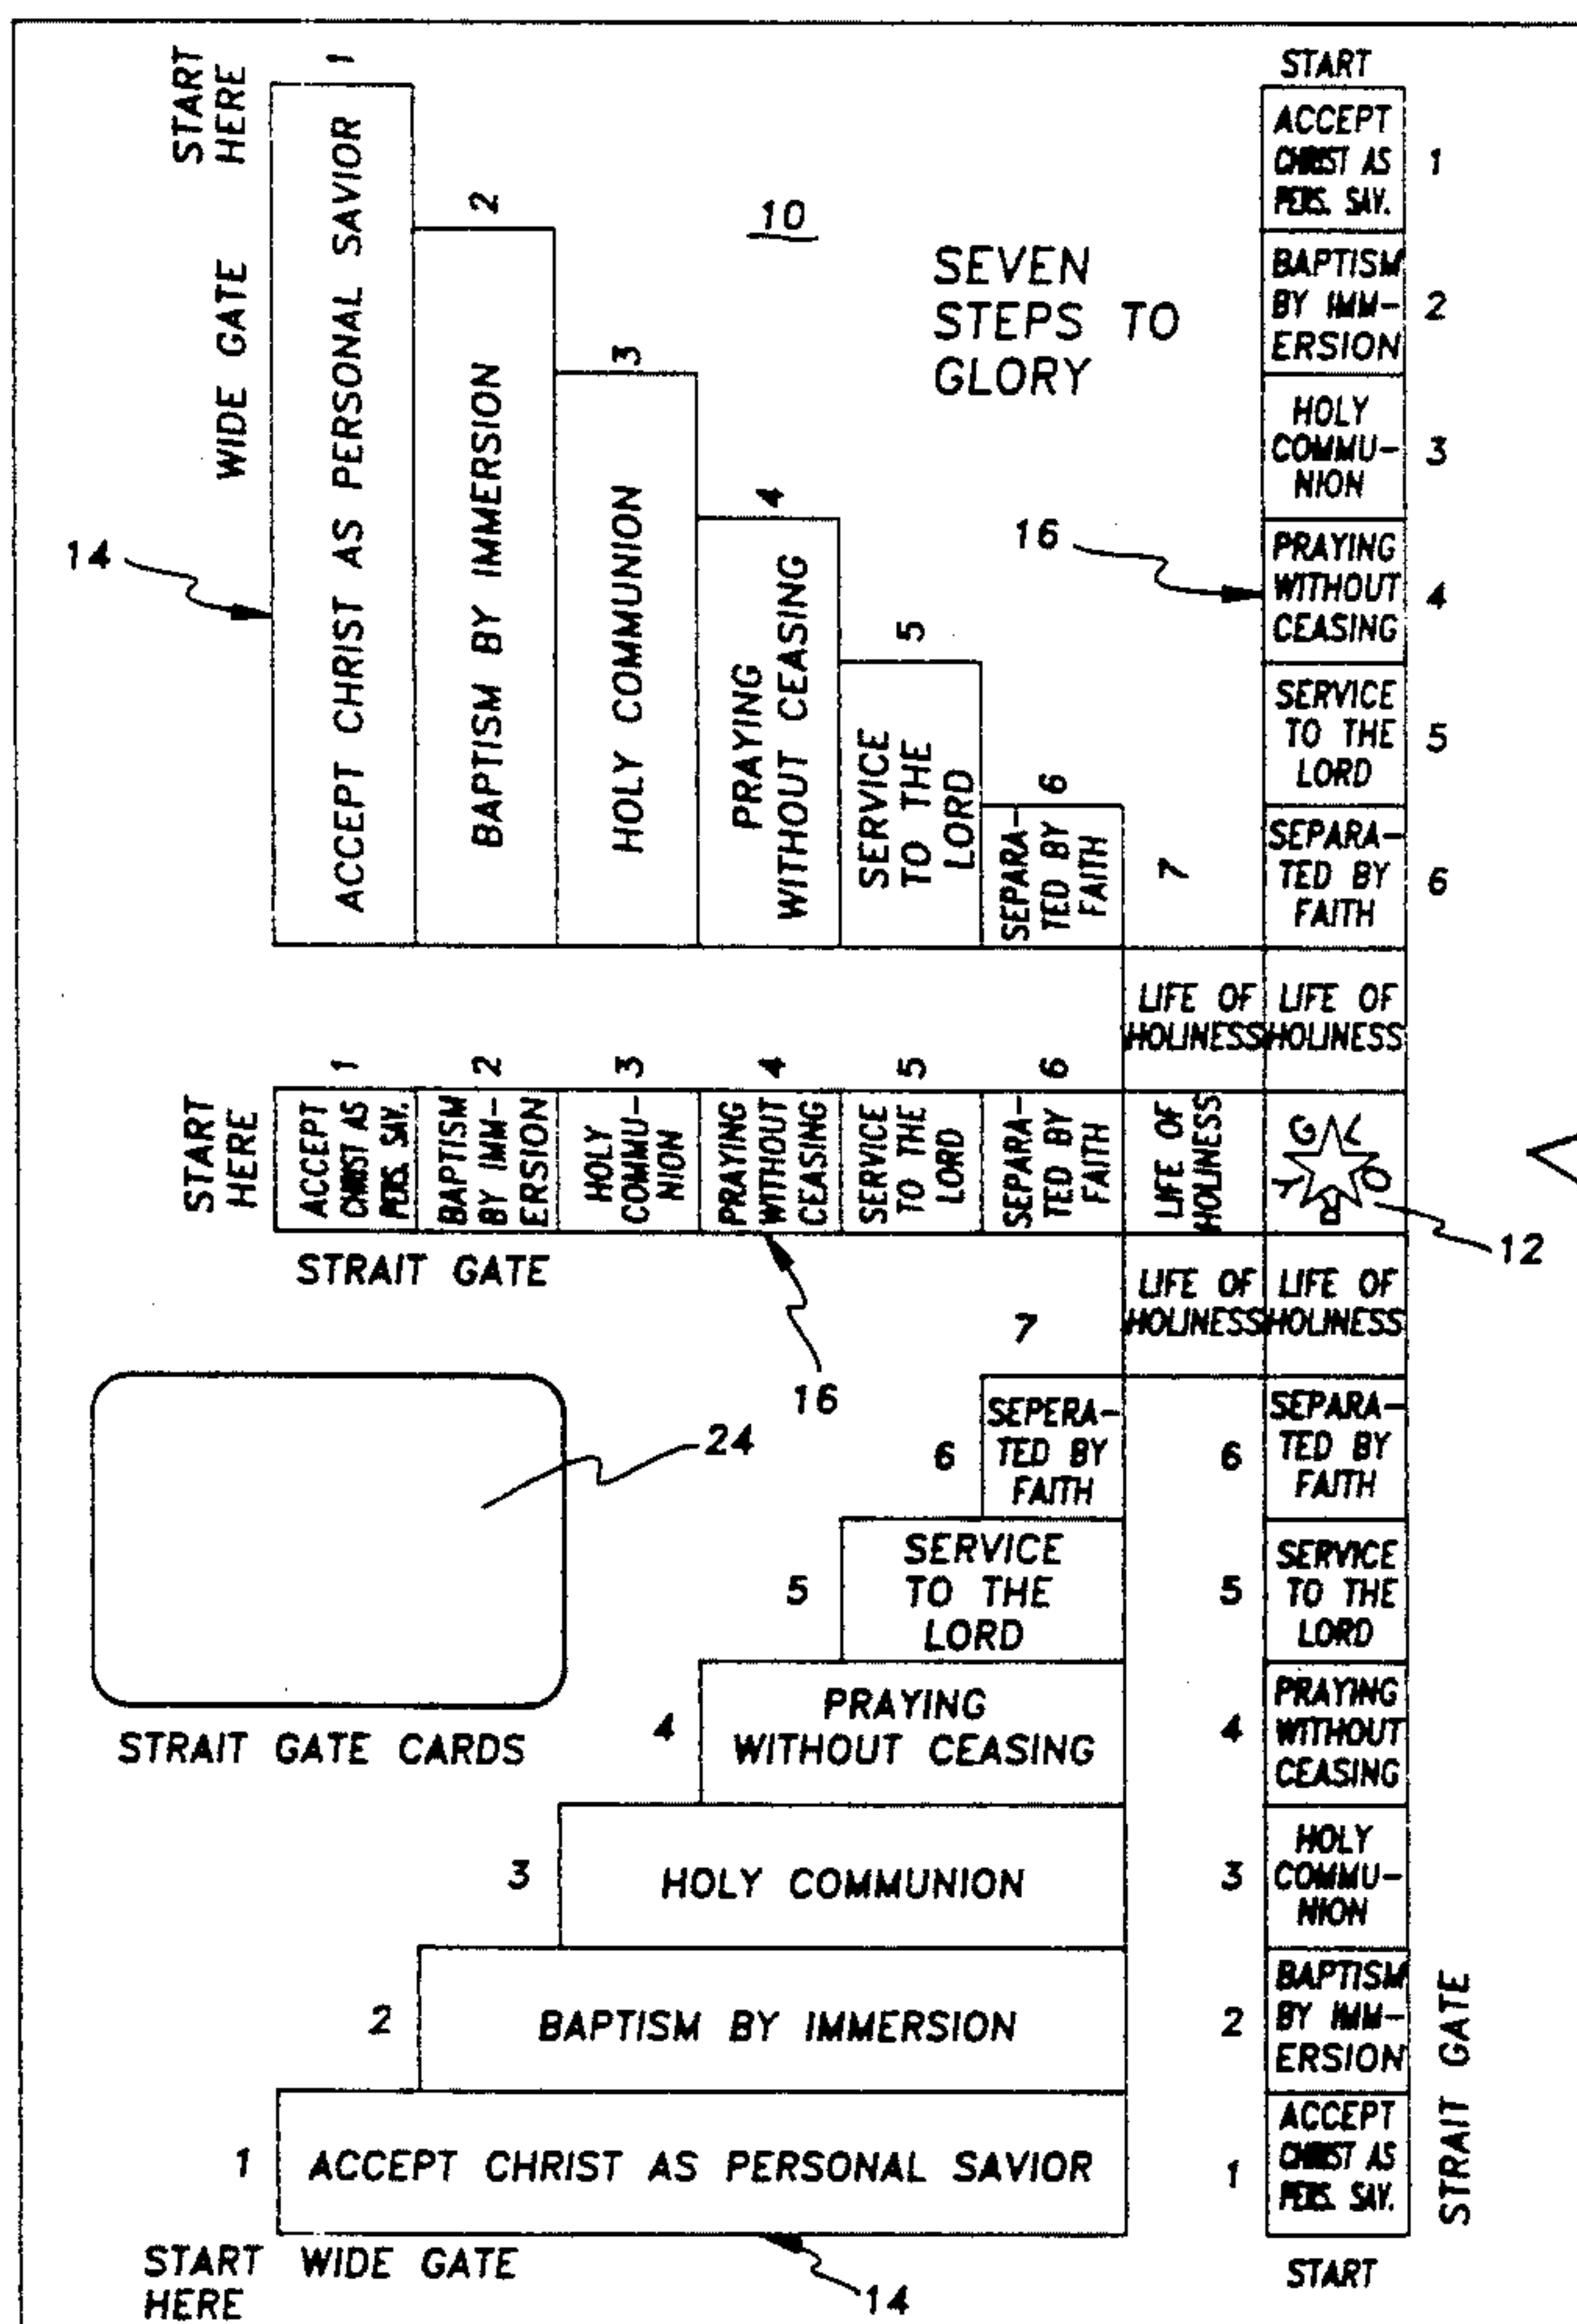 START
HERE
1
WIDE GATE
ACCEPT CHRIST AS PERSONAL SAVIOR
14
2
BAPTISM BY IMMERSION
3
HOLY COMMUNION
4
PRAYING
WITHOUT CEASING
5
SERVICE
TO THE
LORD
6
SEPARA-
TED BY
FAITH
7
10
SEVEN
STEPS TO
GLORY
START
ACCEPT
CHRIST AS
PERS. SAV.
1
BAPTISM
BY IMM-
ERSION
2
HOLY
COMMU-
NION
3
16
PRAYING
WITHOUT
CEASING
4
SERVICE
TO THE
LORD
5
SEPARA-
TED BY
FAITH
6
LIFE OF
HOLINESS
LIFE OF
HOLINESS
START
HERE
1
ACCEPT
CHRIST AS
PERS. SAV.
2
BAPTISM
BY IMM-
ERSION
3
HOLY
COMMU-
NION
4
PRAYING
WITHOUT
CEASING
5
SERVICE
TO THE
LORD
6
SEPARA-
TED BY
FAITH
LIFE OF
HOLINESS
GLORY
12
STRAIT GATE
16
LIFE OF
HOLINESS
LIFE OF
HOLINESS
7
24
STRAIT GATE CARDS
6
SEPERA-
TED BY
FAITH
6
SEPARA-
TED BY
FAITH
5
SERVICE
TO THE
LORD
5
SERVICE
TO THE
LORD
4
PRAYING
WITHOUT CEASING
4
PRAYING
WITHOUT
CEASING
3
HOLY COMMUNION
3
HOLY
COMMU-
NION
2
BAPTISM BY IMMERSION
2
BAPTISM
BY IMM-
ERSION
STRAIT GATE
1
ACCEPT CHRIST AS PERSONAL SAVIOR
1
ACCEPT
CHRIST AS
PERS. SAV.
START
HERE
WIDE GATE
14
START